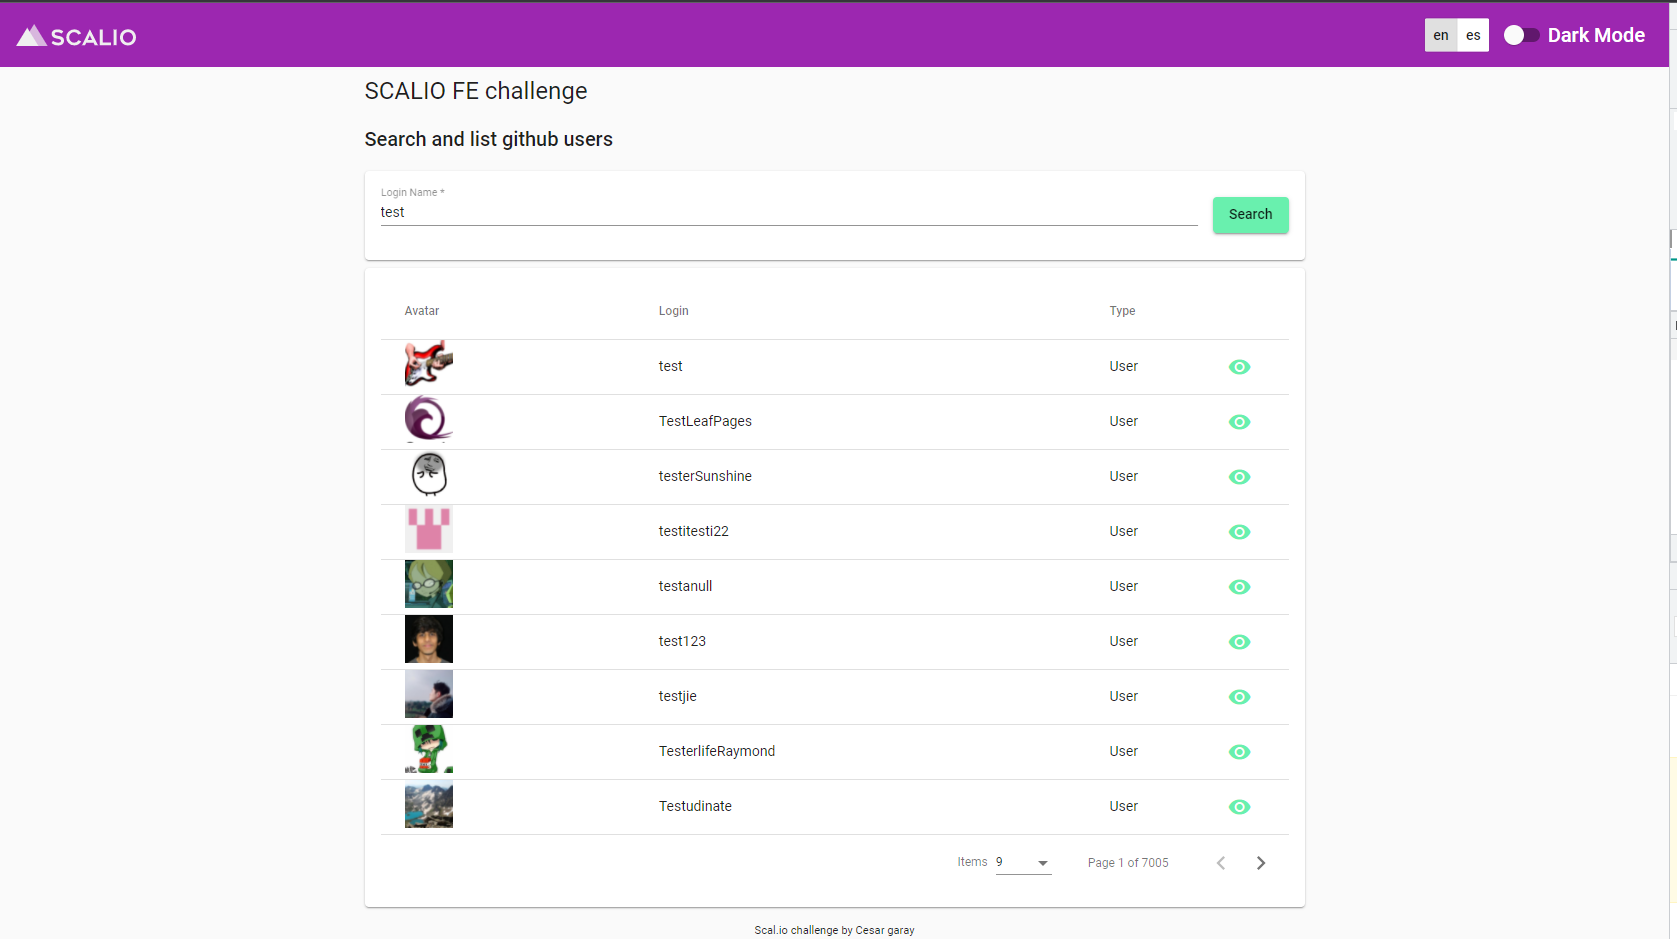 SCALIO
en es Dark Mode
SCALIO FE challenge
Search and list github users
Login Name *
test
Search
Avatar Login Type
test User
TestLeafPages User
testerSunshine User
testitesti22 User
testanull User
test123 User
testjie User
TesterlifeRaymond User
Testudinate User
Items 9 Page 1 of 7005
Scal.io challenge by Cesar garay